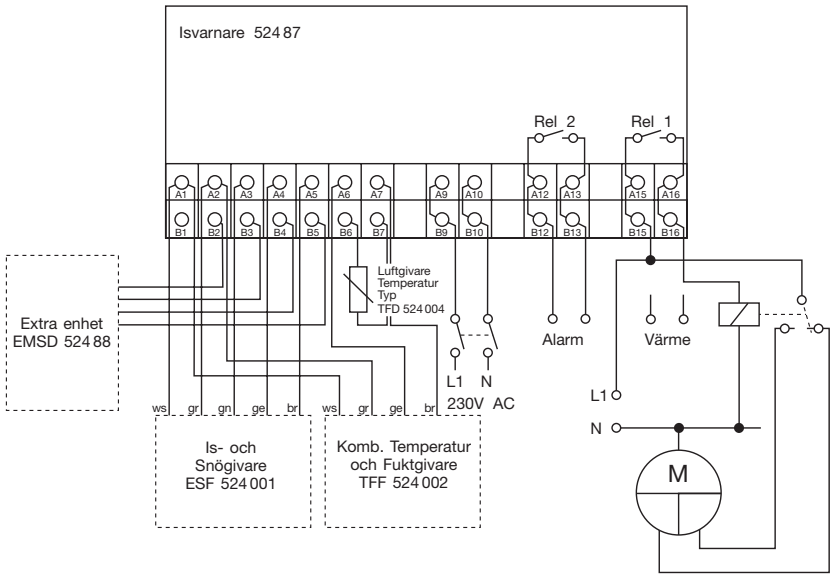 Isvarnare 524 87
Rel 2
Rel 1
A1 A2 A3 A4 A5 A6 A7 A9 A10 A12 A13 A15 A16
B1 B2 B3 B4 B5 B6 B7 B9 B10 B12 B13 B15 B16
Luftgivare
Temperatur
Typ
TFD 524 004
Extra enhet
EMSD 524 88
Alarm
Värme
L1 N
230V AC
L1
N
ws gr gn ge br ws gr ge br
Is- och
Snögivare
ESF 524 001
Komb. Temperatur
och Fuktgivare
TFF 524 002
M